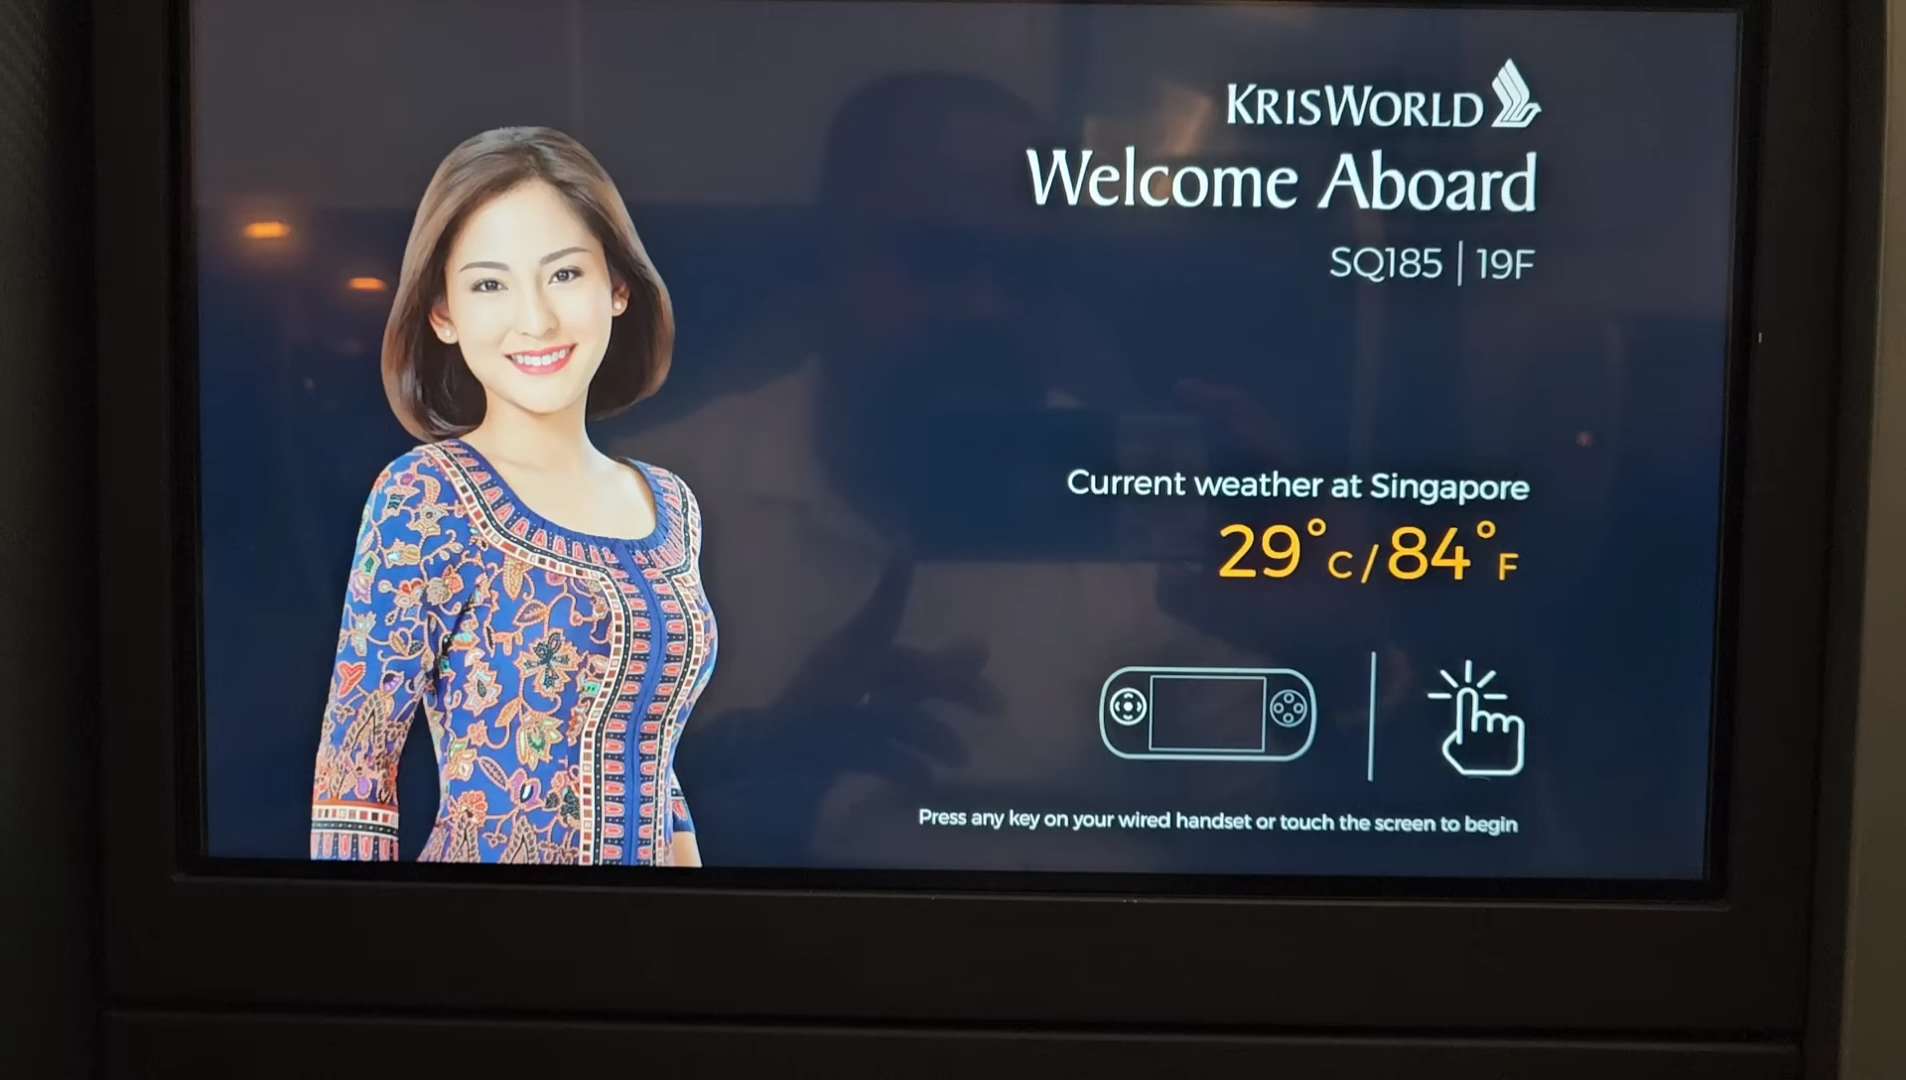 KRISWORLD
Welcome Aboard
SQ185 | 19F
Current weather at Singapore
29°C/84°F
Press any key on your wired handset or touch the screen to begin